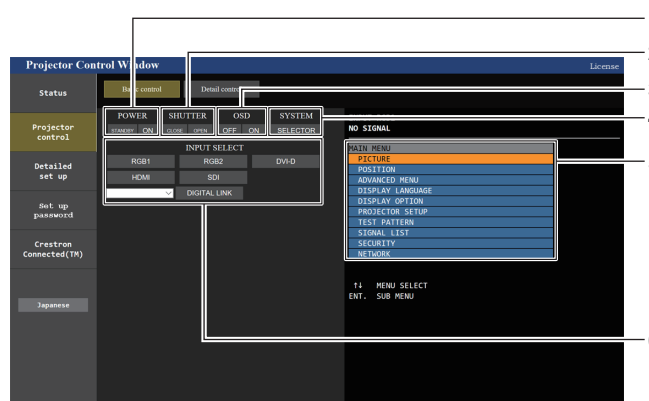 Projector Control Window
License
Status
Basic control
Detail control
POWER
SHUTTER
OSD
SYSTEM
STANDBY
ON
CLOSE
OPEN
OFF
ON
SELECTOR
Projector
control
NO SIGNAL
INPUT SELECT
RGB1
RGB2
DVI-D
HDMI
SDI
DIGITAL LINK
MAIN MENU
PICTURE
POSITION
ADVANCED MENU
DISPLAY LANGUAGE
DISPLAY OPTION
PROJECTOR SETUP
TEST PATTERN
SIGNAL LIST
SECURITY
NETWORK
Detailed
set up
Set up
password
Crestron
Connected(TM)
↑↓ MENU SELECT
ENT. SUB MENU
Japanese